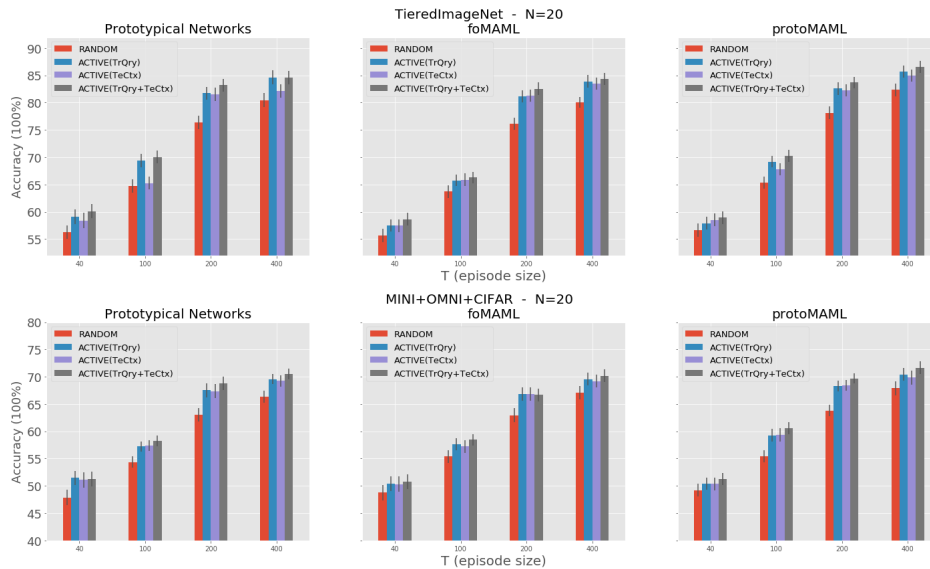 TieredImageNet - N=20
Prototypical Networks
foMAML
protoMAML
RANDOM
ACTIVE(TrQry)
ACTIVE(TeCtx)
ACTIVE(TrQry+TeCtx)
RANDOM
ACTIVE(TrQry)
ACTIVE(TeCtx)
ACTIVE(TrQry+TeCtx)
RANDOM
ACTIVE(TrQry)
ACTIVE(TeCtx)
ACTIVE(TrQry+TeCtx)
Accuracy (100%)
90
85
80
75
70
65
60
55
40 100 200 400
40 100 200 400
40 100 200 400
T (episode size)
MINI+OMNI+CIFAR - N=20
Prototypical Networks
foMAML
protoMAML
RANDOM
ACTIVE(TrQry)
ACTIVE(TeCtx)
ACTIVE(TrQry+TeCtx)
RANDOM
ACTIVE(TrQry)
ACTIVE(TeCtx)
ACTIVE(TrQry+TeCtx)
RANDOM
ACTIVE(TrQry)
ACTIVE(TeCtx)
ACTIVE(TrQry+TeCtx)
Accuracy (100%)
80
75
70
65
60
55
50
45
40
40 100 200 400
40 100 200 400
40 100 200 400
T (episode size)